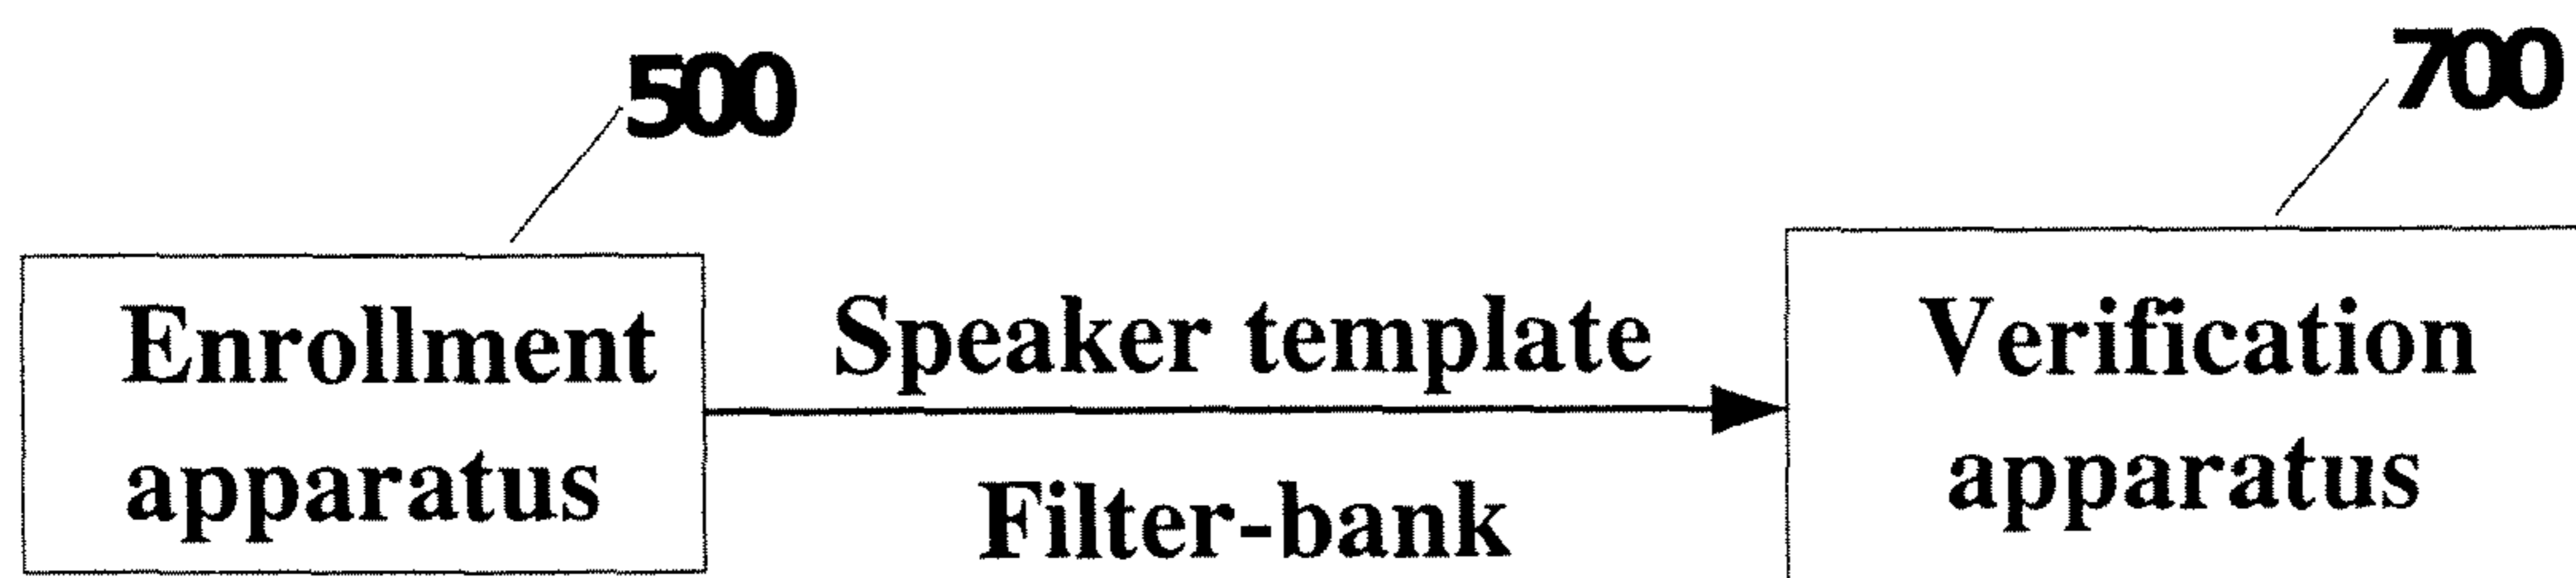 500
700
Enrollment
apparatus
Speaker template
Filter-bank
Verification
apparatus